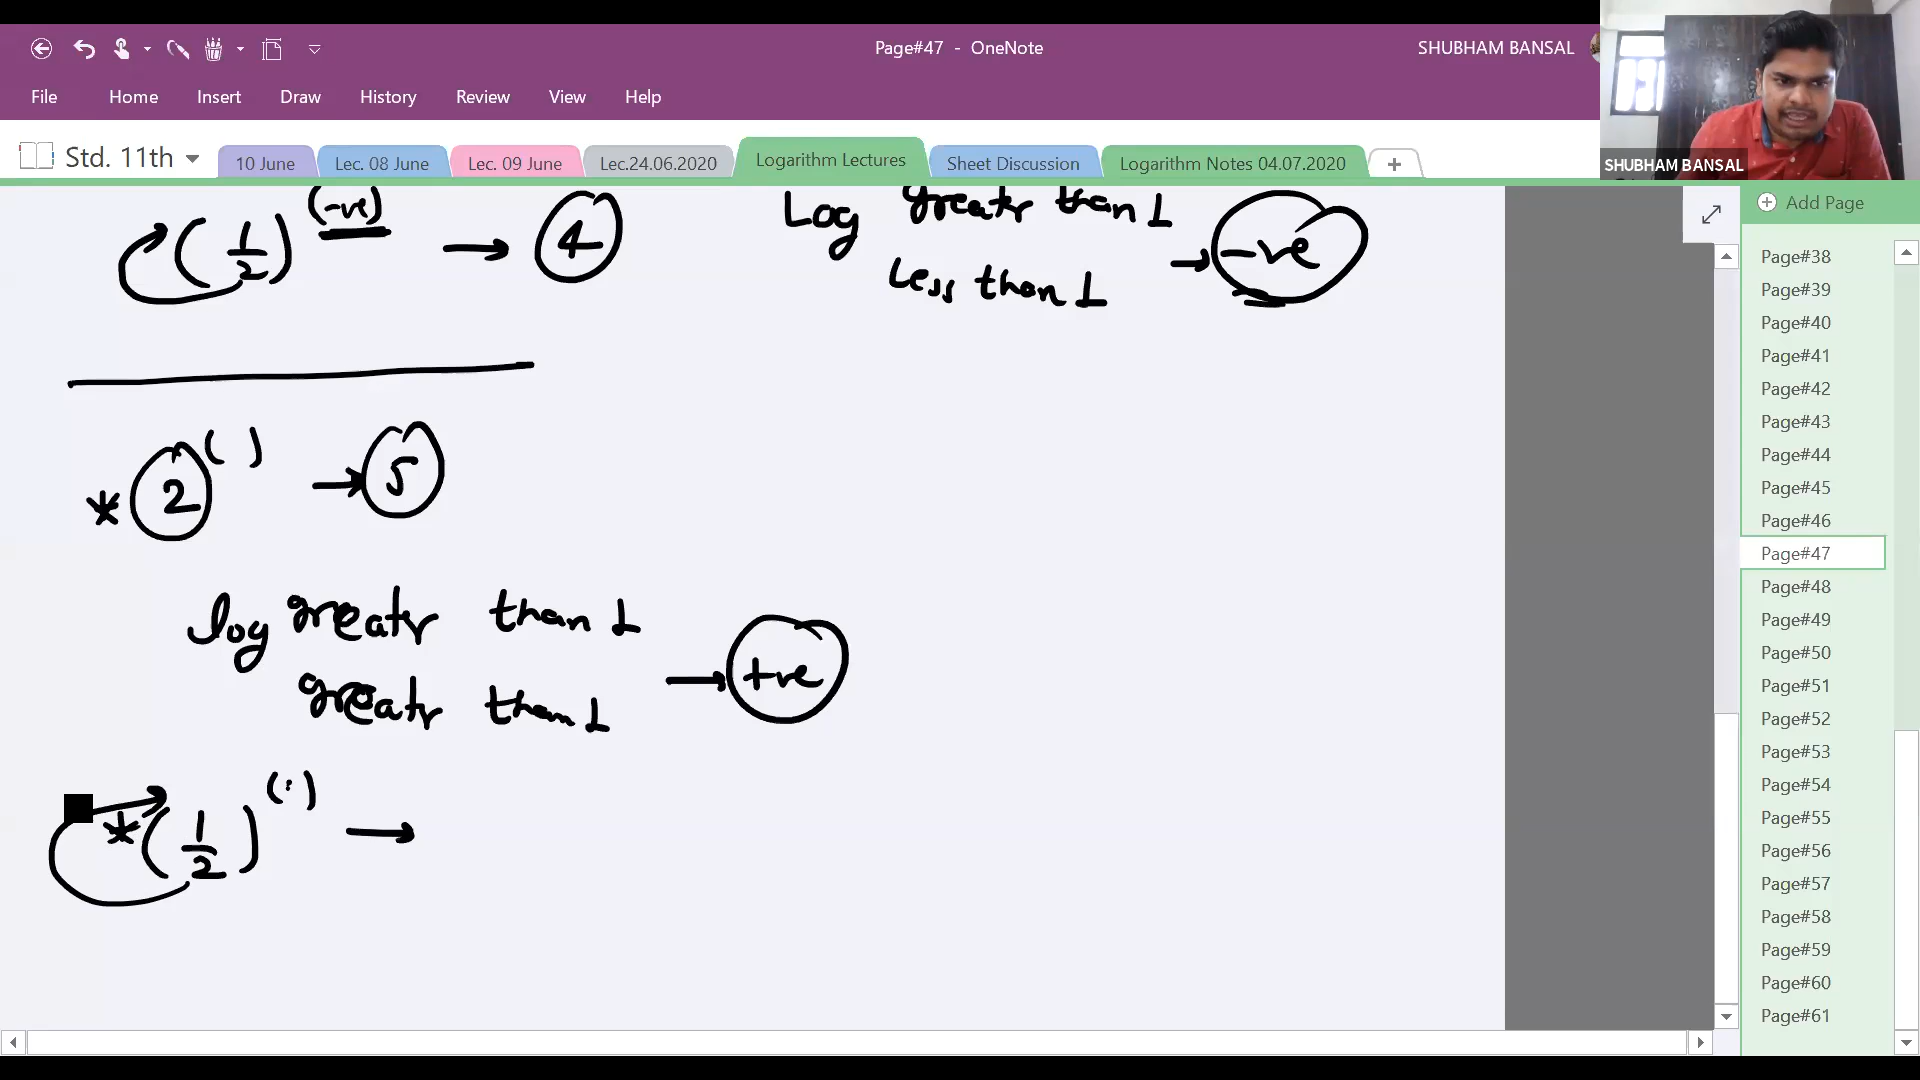 Page#47 - OneNote
SHUBHAM BANSAL
File Home Insert Draw History Review View Help
SHUBHAM BANSAL
Std. 11th
10 June
Lec. 08 June
Lec. 09 June
Lec.24.06.2020
Logarithm Lectures
Sheet Discussion
Logarithm Notes 04.07.2020
+
(1/2)^(-ve) → 4
Log greatr than 1
less than 1 → -ve
* 2^( ) → 5
log greatr than 1
greatr than 1 → +ve
* (1/2)^( ) →
Add Page
Page#38
Page#39
Page#40
Page#41
Page#42
Page#43
Page#44
Page#45
Page#46
Page#47
Page#48
Page#49
Page#50
Page#51
Page#52
Page#53
Page#54
Page#55
Page#56
Page#57
Page#58
Page#59
Page#60
Page#61